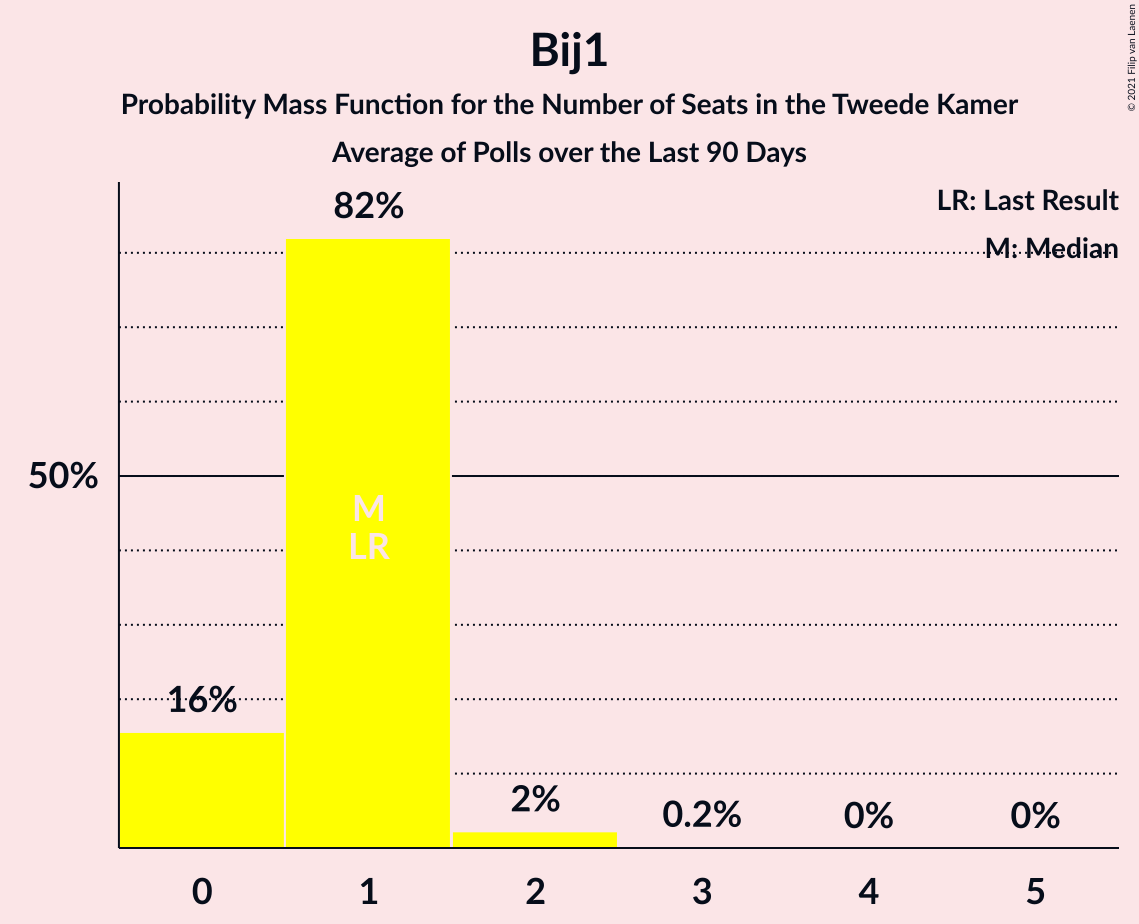 Bij1
Probability Mass Function for the Number of Seats in the Tweede Kamer
Average of Polls over the Last 90 Days
© 2021 Filip van Laenen
LR: Last Result
M: Median
82%
50%
M
LR
16%
2%
0.2%
0%
0%
0 1 2 3 4 5